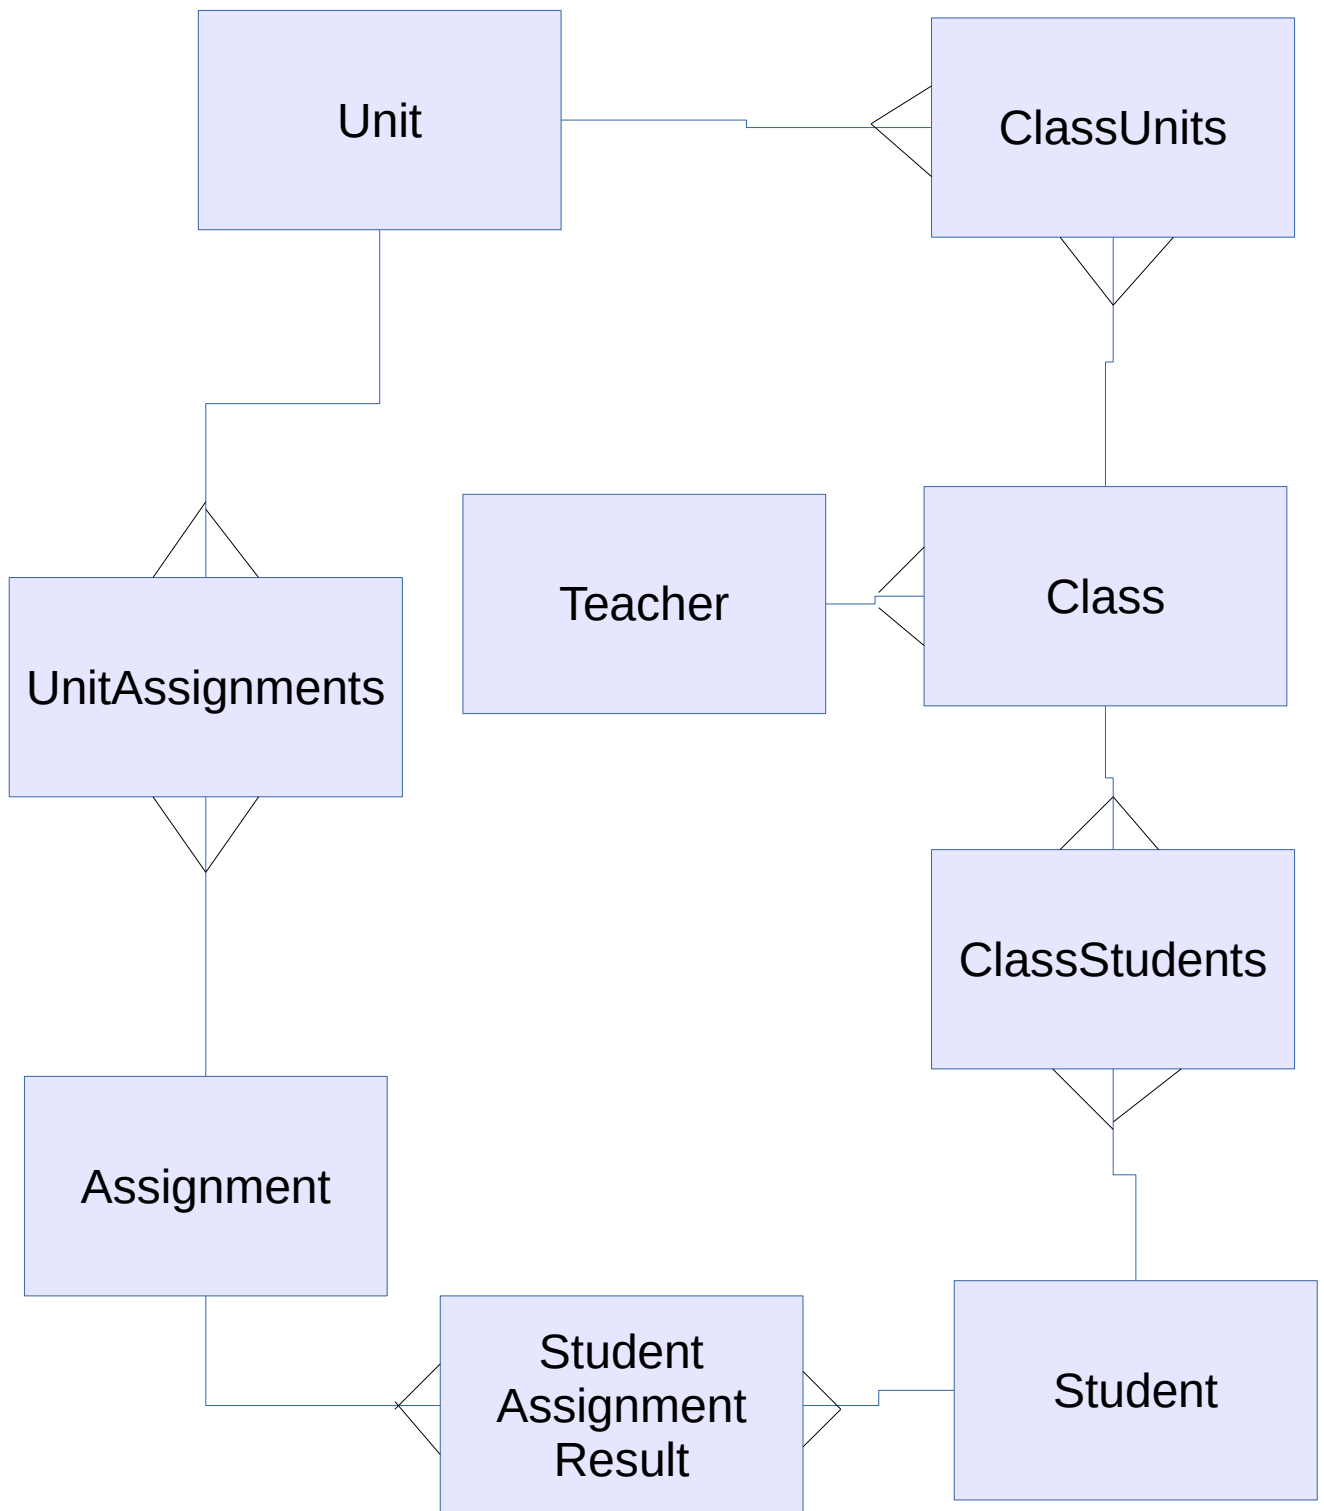 Unit
ClassUnits
Teacher
Class
UnitAssignments
ClassStudents
Assignment
Student
Assignment
Result
Student